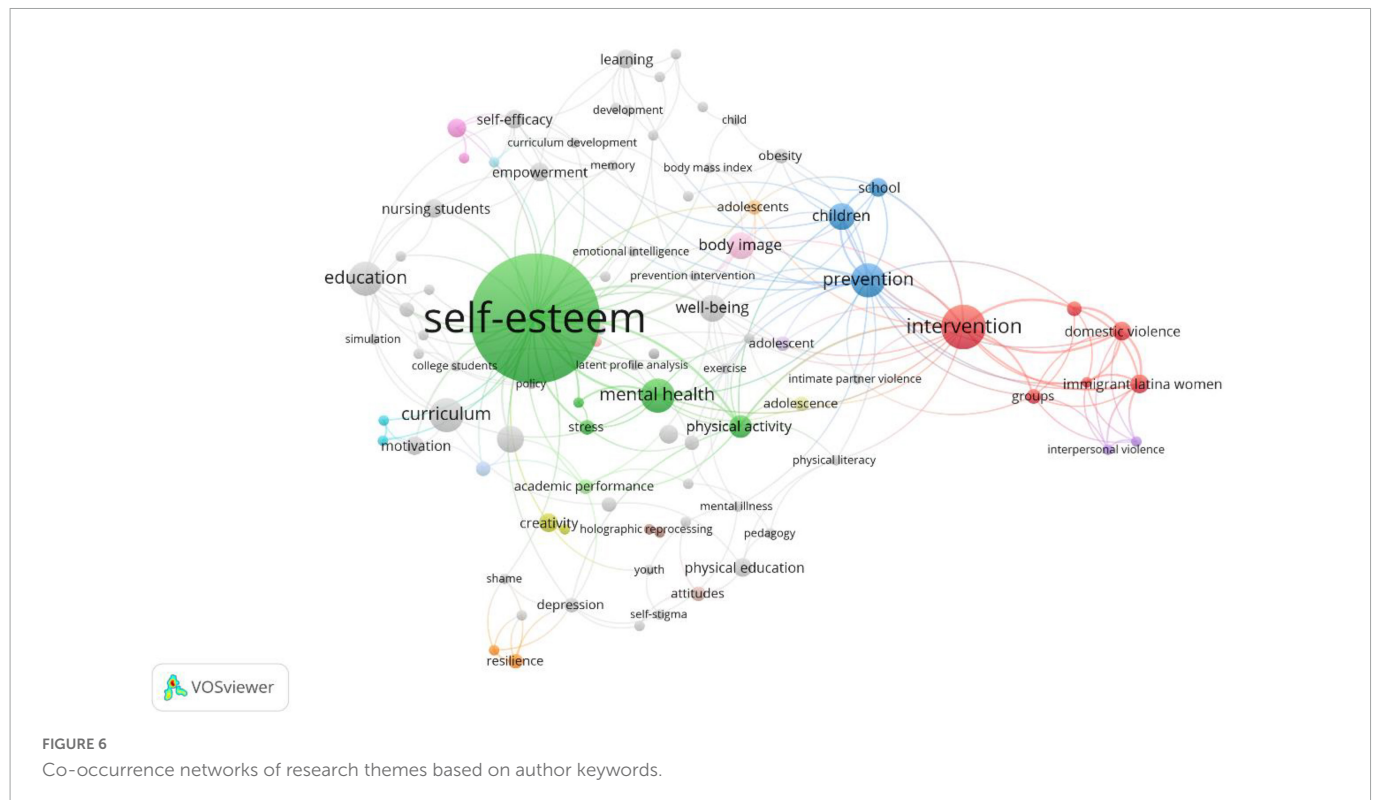 learning
development
child
self-efficacy
curriculum development
obesity
memory
body mass index
empowerment
school
nursing students
adolescents
children
body image
emotional intelligence
prevention intervention
education
prevention
well-being
self-esteem
intervention
domestic violence
simulation
adolescent
college students
latent profile analysis
exercise
policy
intimate partner violence
immigrant latina women
mental health
groups
adolescence
curriculum
stress
physical activity
motivation
interpersonal violence
physical literacy
academic performance
mental illness
creativity
holographic reprocessing
pedagogy
youth
physical education
shame
attitudes
depression
self-stigma
resilience
VOSviewer
FIGURE 6
Co-occurrence networks of research themes based on author keywords.